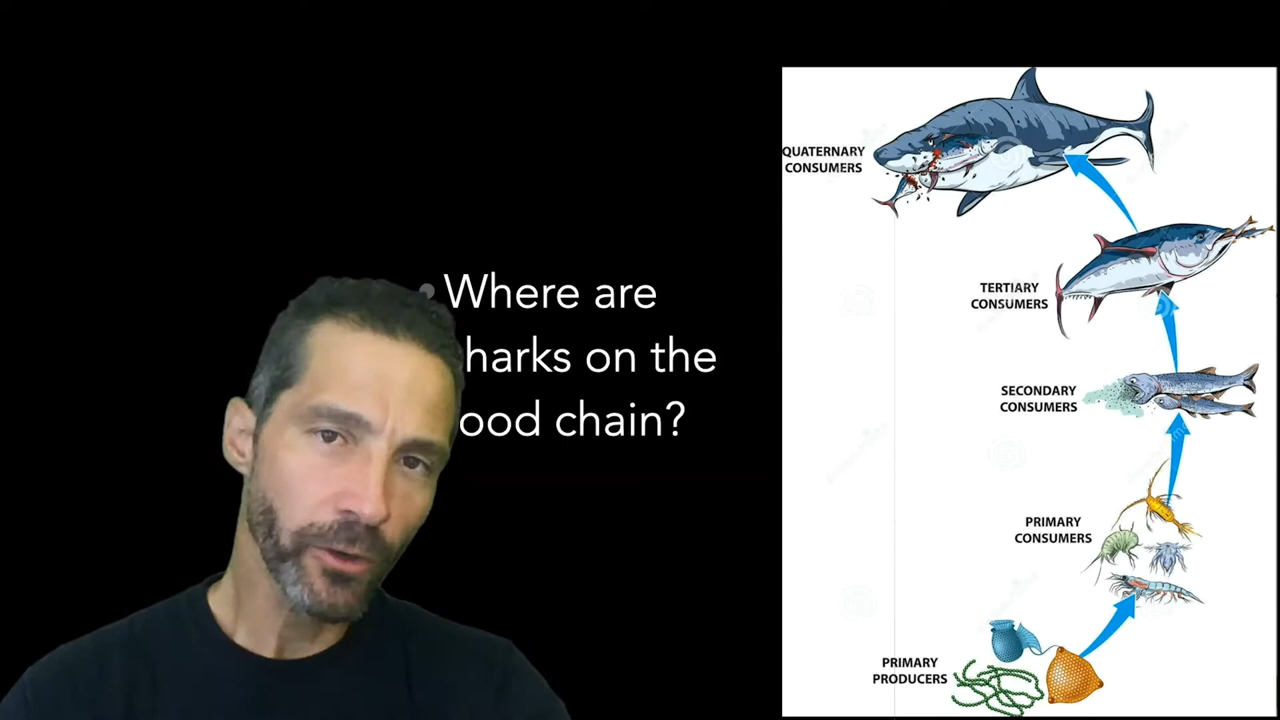 • Where are
harks on the
ood chain?
QUATERNARY
CONSUMERS
TERTIARY
CONSUMERS
SECONDARY
CONSUMERS
PRIMARY
CONSUMERS
PRIMARY
PRODUCERS